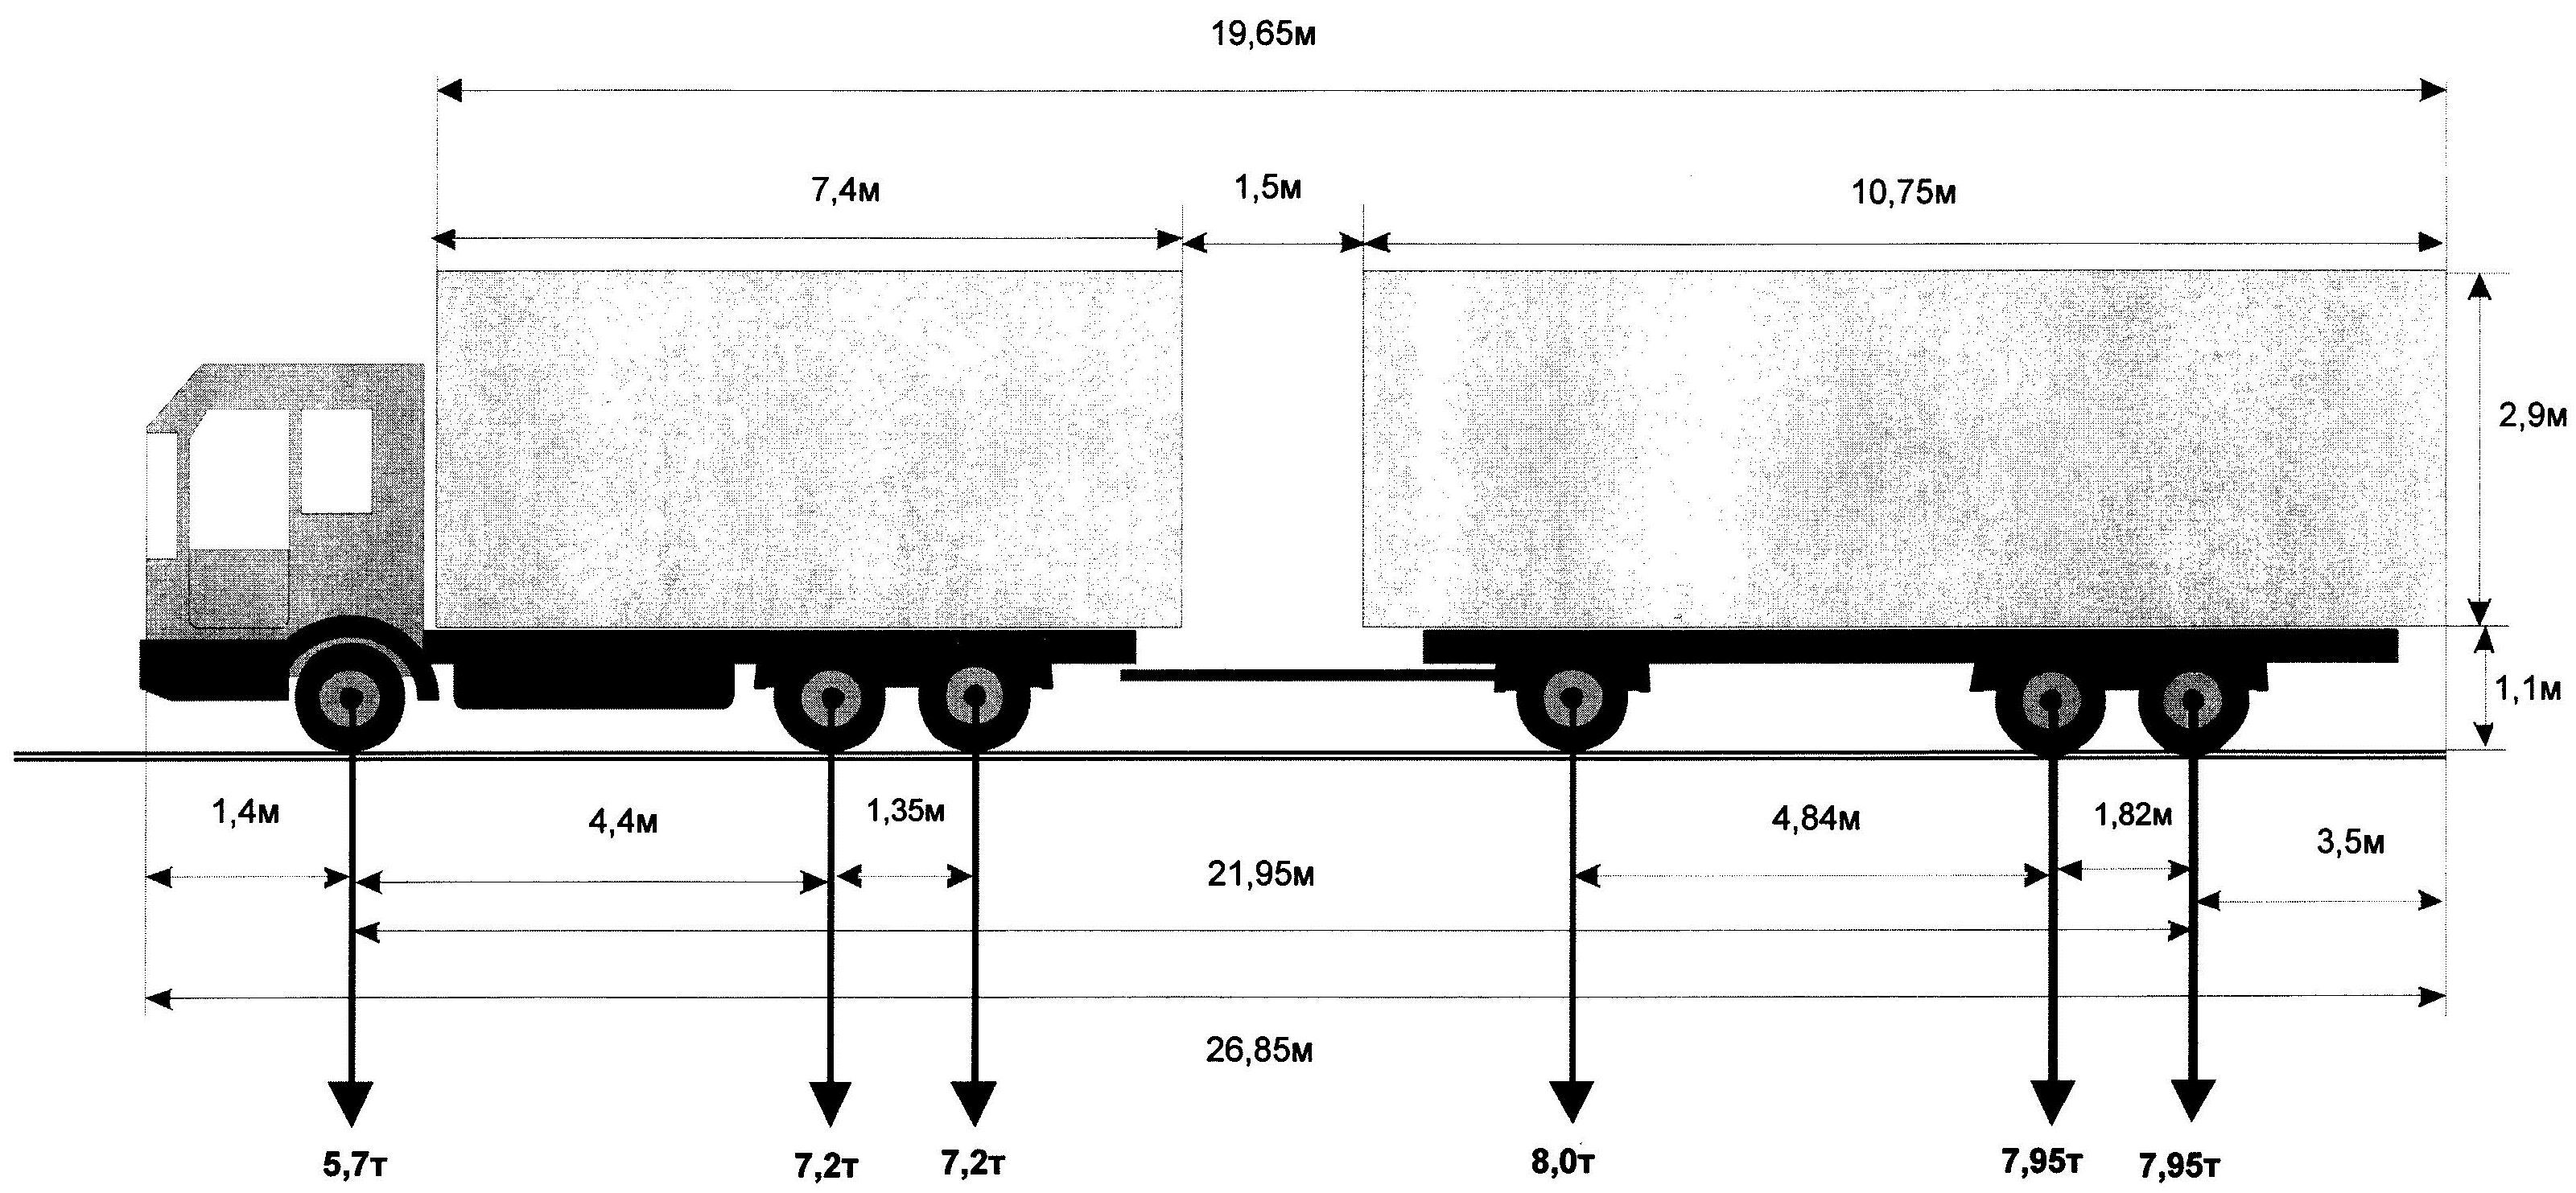 19,65м
7,4м
1,5м
10,75м
2,9м
1,1м
1,4м
4,4м
1,35м
21,95м
4,84м
1,82м
3,5м
26,85м
5,7т
7,2т
7,2т
8,0т
7,95т
7,95т